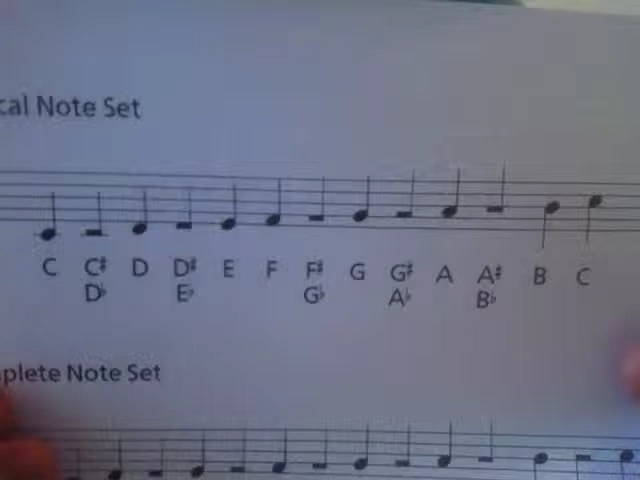 cal Note Set
C C♯ D D♯ E F F♯ G G♯ A A♯ B C
D♭ E♭ G♭ A♭ B♭
plete Note Set